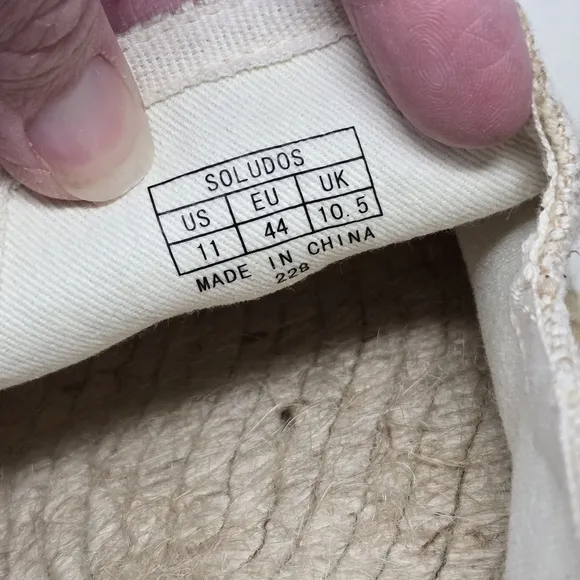 SOLUDOS
US EU UK
11 44 10.5
MADE IN CHINA
228